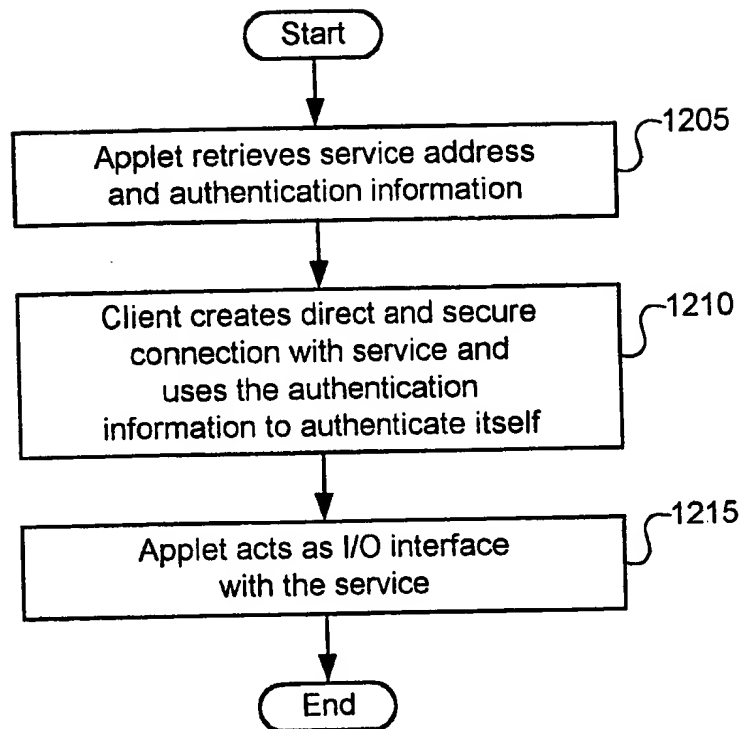 Start
1205
Applet retrieves service address
and authentication information
1210
Client creates direct and secure
connection with service and
uses the authentication
information to authenticate itself
1215
Applet acts as I/O interface
with the service
End